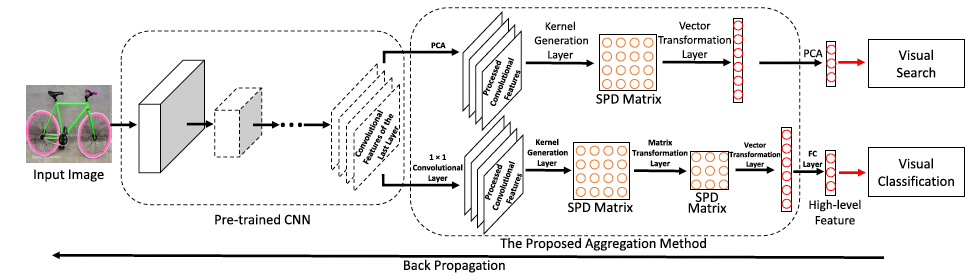 PCA
Kernel
Generation
Layer
Vector
Transformation
Layer
PCA
Visual
Search
Processed
Convolutional
Features
SPD Matrix
Input Image
Convolutional
Features of the
Last Layer
1 × 1
Convolutional
Layer
Processed
Convolutional
Features
Kernel
Generation
Layer
SPD Matrix
Matrix
Transformation
Layer
SPD
Matrix
Vector
Transformation
Layer
FC
Layer
High-level
Feature
Visual
Classification
Pre-trained CNN
The Proposed Aggregation Method
Back Propagation